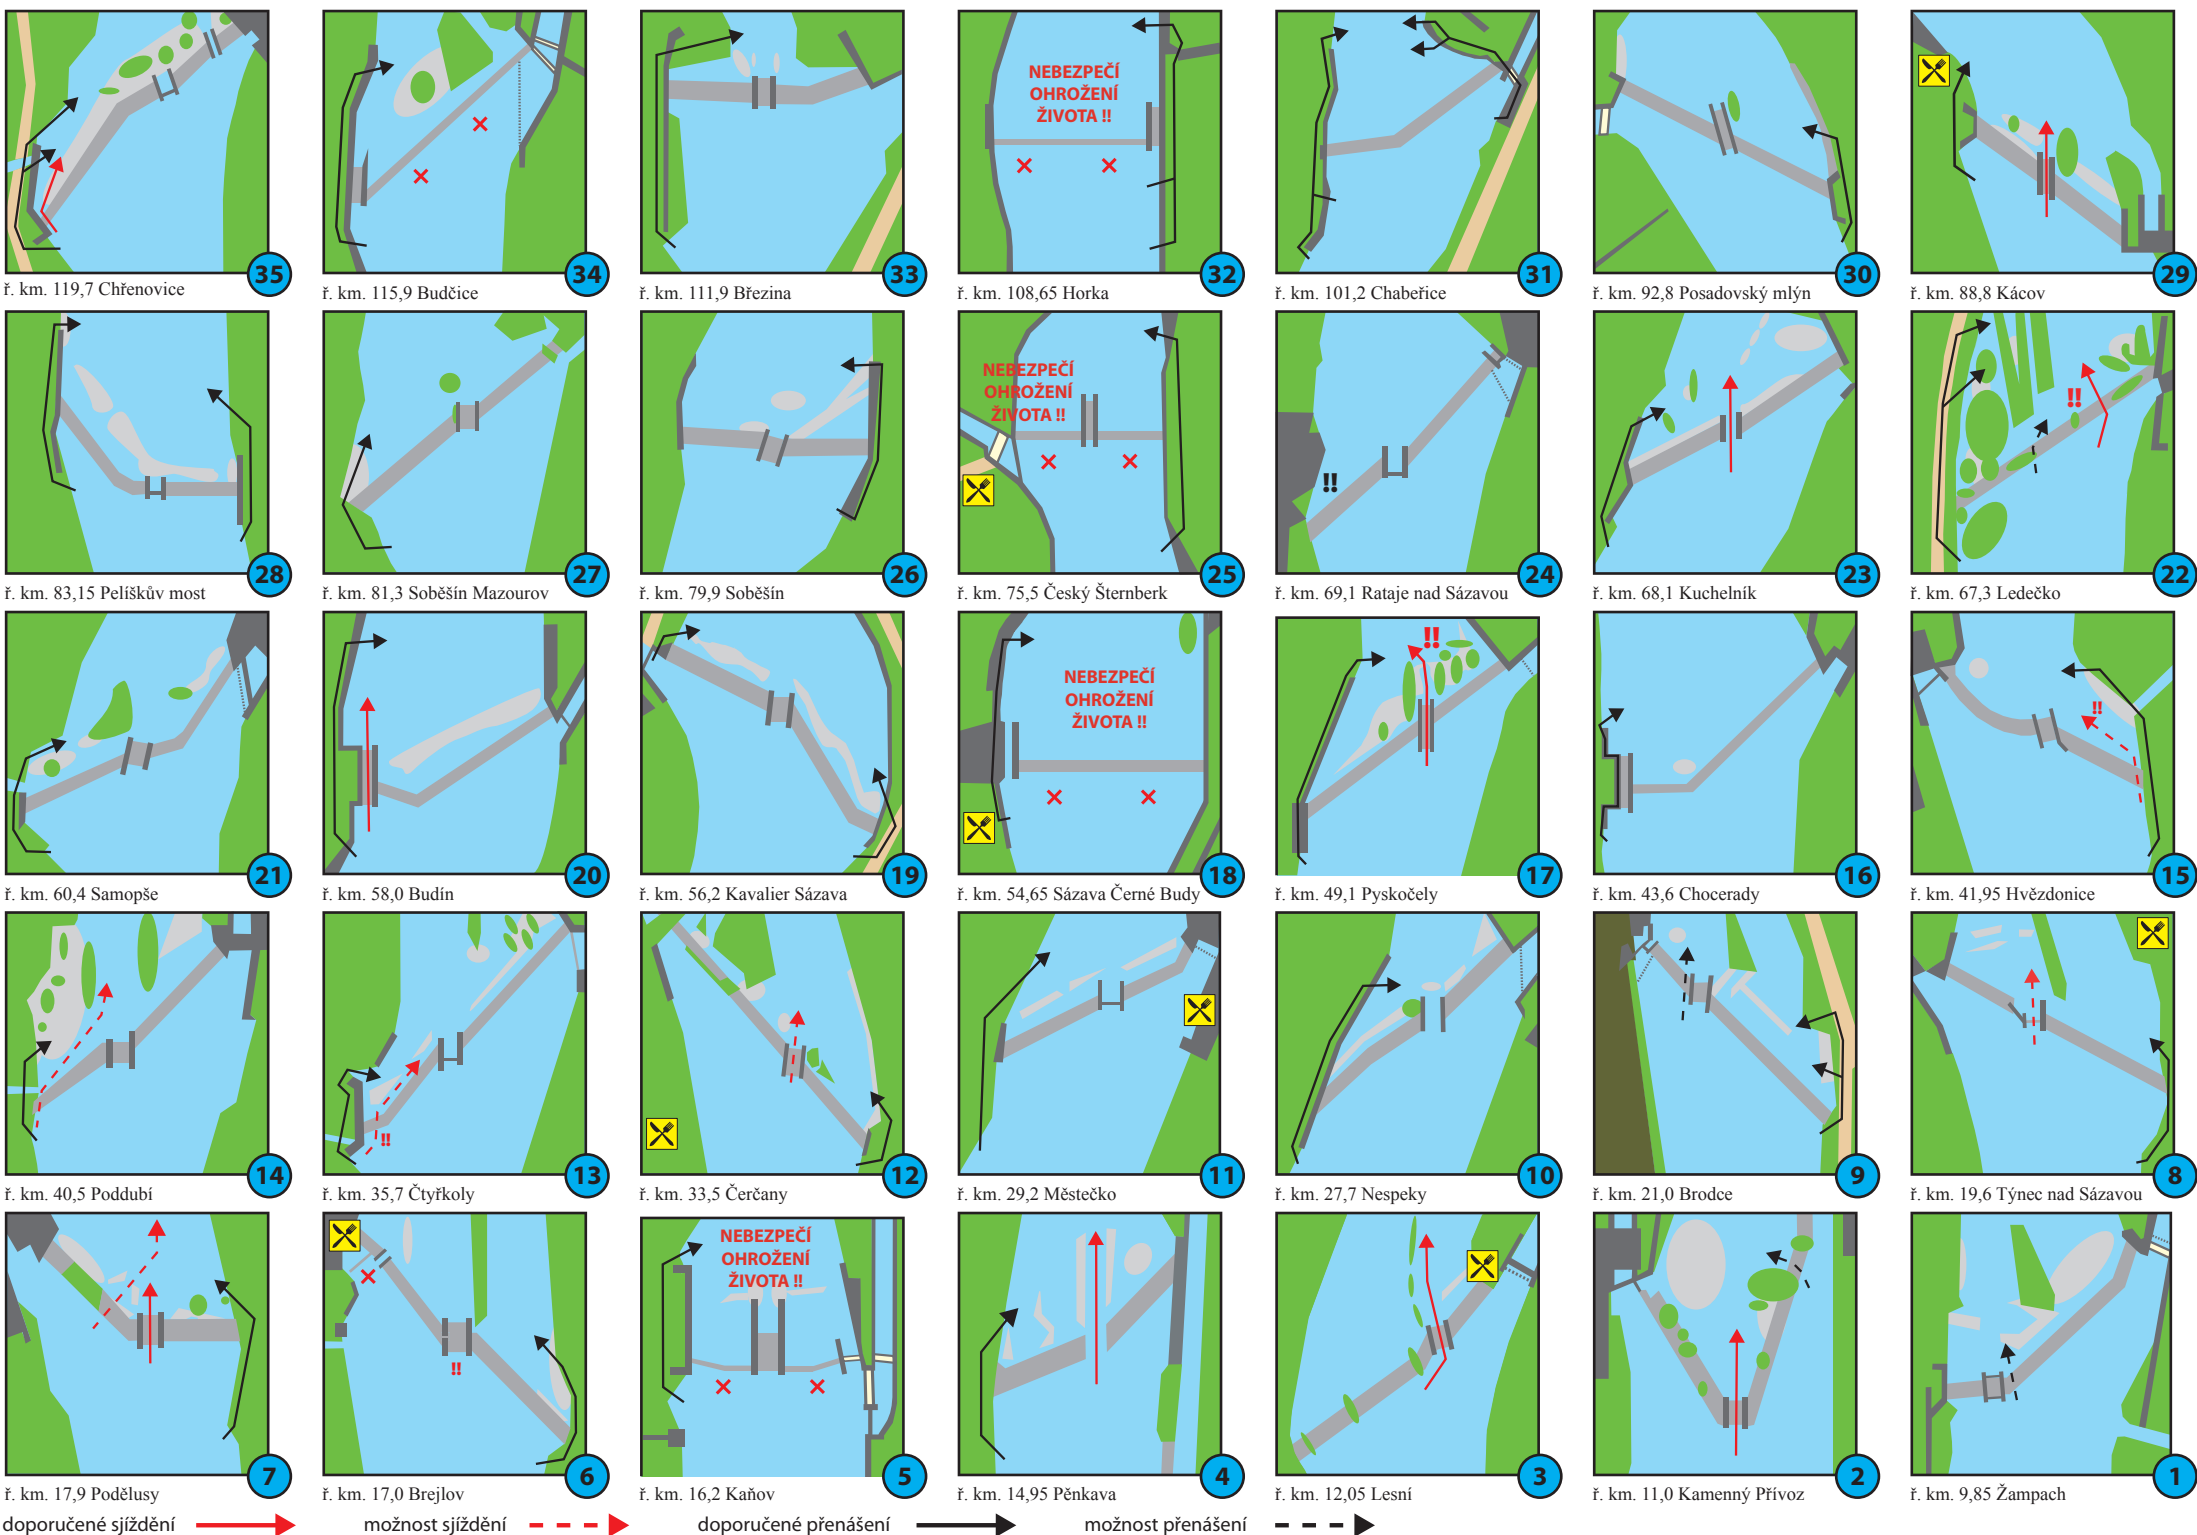 NEBEZPEČÍ
OHROŽENÍ
ŽIVOTA !!
35
34
33
32
31
30
29
ř. km. 119,7 Chřenovice
ř. km. 115,9 Budčice
ř. km. 111,9 Březina
ř. km. 108,65 Horka
ř. km. 101,2 Chabeřice
ř. km. 92,8 Posadovský mlýn
ř. km. 88,8 Kácov
NEBEZPEČÍ
OHROŽENÍ
ŽIVOTA !!
!!
!!
28
27
26
25
24
23
22
ř. km. 83,15 Pelíškův most
ř. km. 81,3 Soběšín Mazourov
ř. km. 79,9 Soběšín
ř. km. 75,5 Český Šternberk
ř. km. 69,1 Rataje nad Sázavou
ř. km. 68,1 Kuchelník
ř. km. 67,3 Ledečko
NEBEZPEČÍ
OHROŽENÍ
ŽIVOTA !!
!!
!!
21
20
19
18
17
16
15
ř. km. 60,4 Samopše
ř. km. 58,0 Budín
ř. km. 56,2 Kavalier Sázava
ř. km. 54,65 Sázava Černé Budy
ř. km. 49,1 Pyskočely
ř. km. 43,6 Chocerady
ř. km. 41,95 Hvězdonice
!!
14
13
12
11
10
9
8
ř. km. 40,5 Poddubí
ř. km. 35,7 Čtyřkoly
ř. km. 33,5 Čerčany
ř. km. 29,2 Městečko
ř. km. 27,7 Nespeky
ř. km. 21,0 Brodce
ř. km. 19,6 Týnec nad Sázavou
!!
NEBEZPEČÍ
OHROŽENÍ
ŽIVOTA !!
7
6
5
4
3
2
1
ř. km. 17,9 Podělusy
ř. km. 17,0 Brejlov
ř. km. 16,2 Kaňov
ř. km. 14,95 Pěnkava
ř. km. 12,05 Lesní
ř. km. 11,0 Kamenný Přívoz
ř. km. 9,85 Žampach
doporučené sjíždění
možnost sjíždění
doporučené přenášení
možnost přenášení